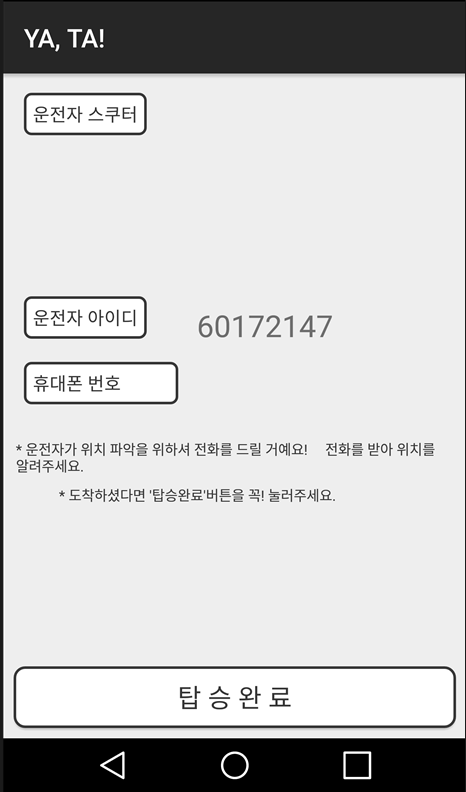 YA, TA!
운전자 스쿠터
운전자 아이디
60172147
휴대폰 번호
* 운전자가 위치 파악을 위하셔 전화를 드릴 거예요! 전화를 받아 위치를
알려주세요.
* 도착하셨다면 '탑승완료'버튼을 꼭! 눌러주세요.
탑 승 완 료